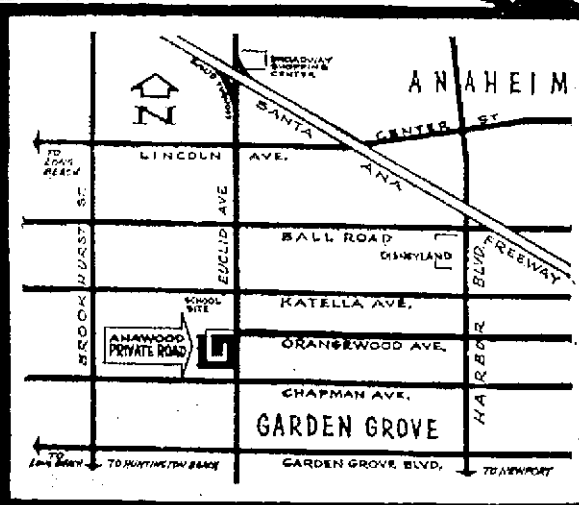 BROADWAY
SHOPPING
CENTER
ANAHEIM
N
SANTA
ANA
FREEWAY
CENTER ST
TO
LONG
BEACH
LINCOLN AVE.
BROOKHURST ST.
EUCLID AVE
BALL ROAD
DISNEYLAND
HARBOR BLVD.
KATELLA AVE.
SCHOOL
SITE
ANAWOOD
PRIVATE ROAD
ORANGEWOOD AVE.
CHAPMAN AVE.
GARDEN GROVE
TO
LONG BEACH
TO HUNTINGTON BEACH
GARDEN GROVE BLVD.
TO NEWPORT